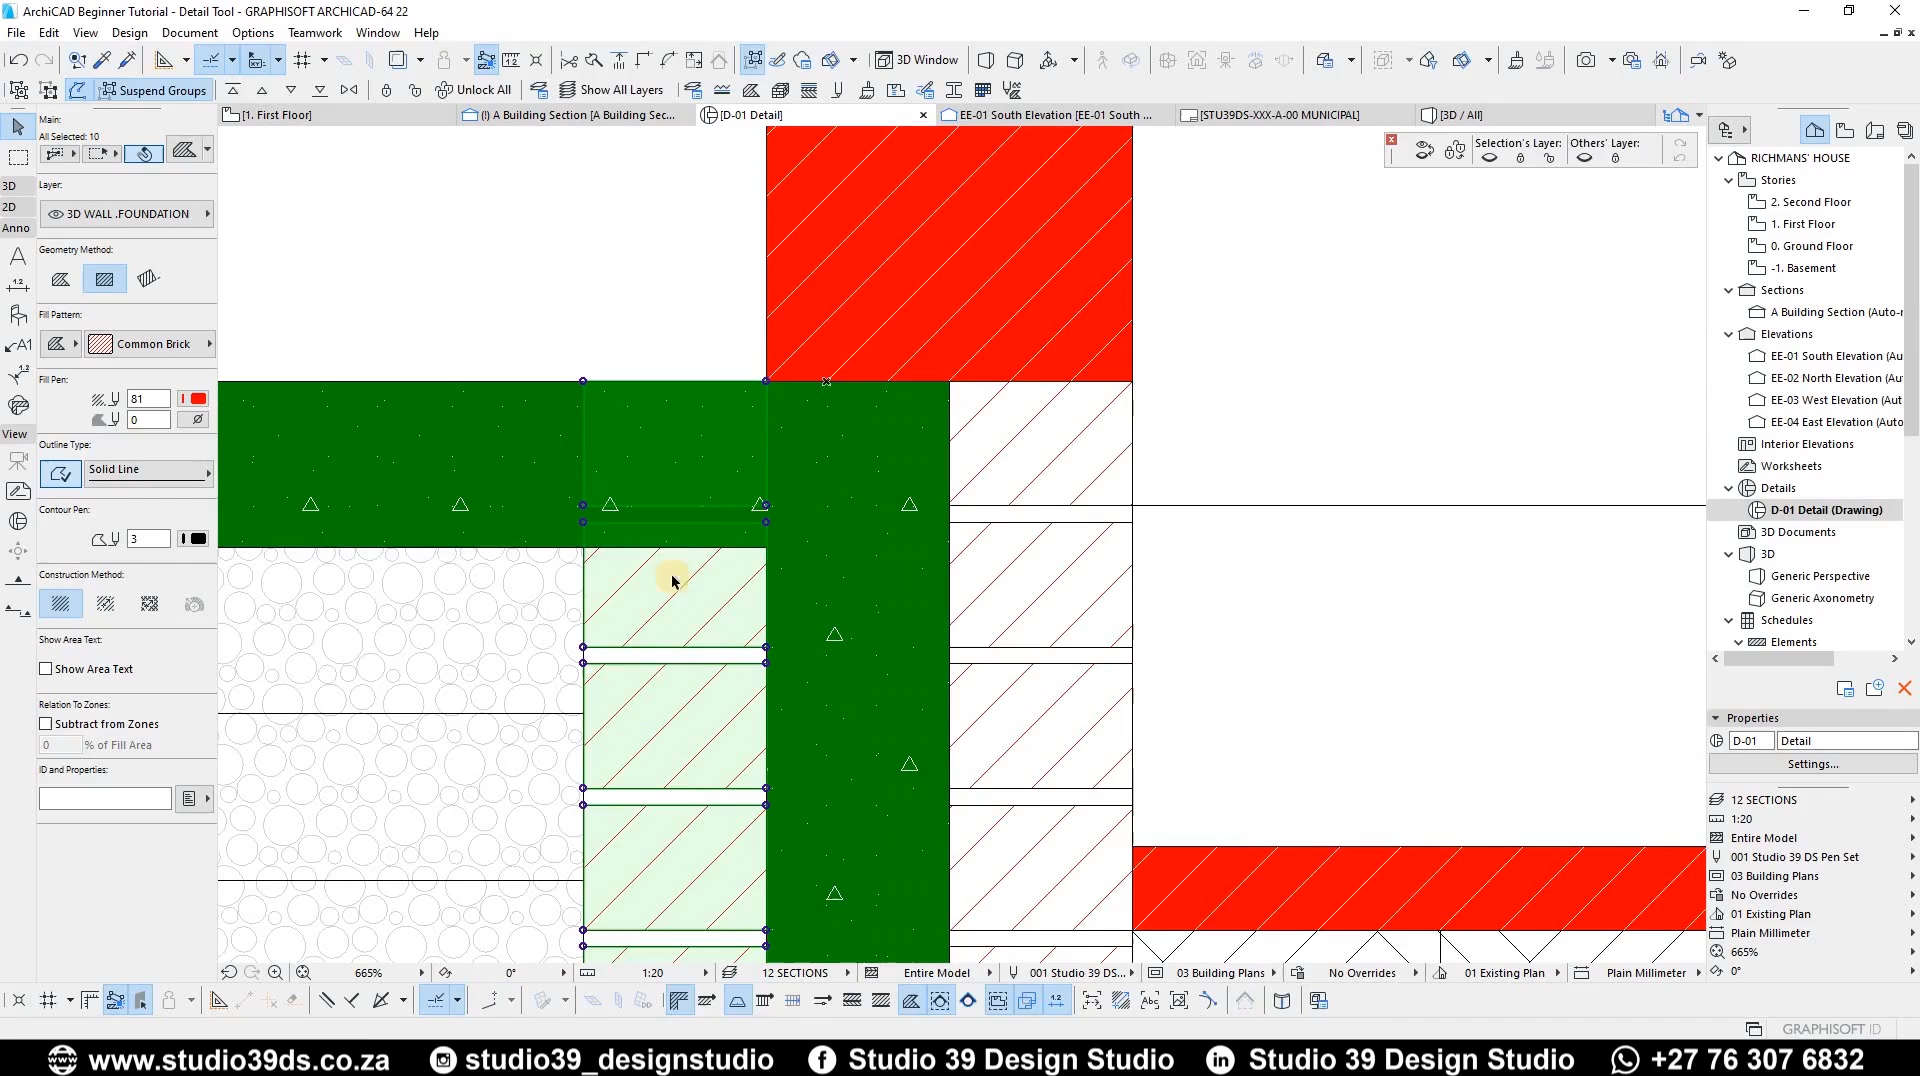 ArchiCAD Beginner Tutorial - Detail Tool - GRAPHISOFT ARCHICAD-64 22
File Edit View Design Document Options Teamwork Window Help
3D Window
Suspend Groups
Unlock All
Show All Layers
[1. First Floor]
(!) A Building Section [A Building Sec...
[D-01 Detail]
EE-01 South Elevation [EE-01 South ...
[STU39DS-XXX-A-00 MUNICIPAL]
[3D / All]
Main:
All Selected: 10
Selection's Layer:
Others' Layer:
3D
2D
Anno
View
Layer:
3D WALL .FOUNDATION
Geometry Method:
Fill Pattern:
Common Brick
Fill Pen:
81
0
Outline Type:
Solid Line
Contour Pen:
3
Construction Method:
Show Area Text:
Show Area Text
Relation To Zones:
Subtract from Zones
0 % of Fill Area
ID and Properties:
RICHMANS' HOUSE
Stories
2. Second Floor
1. First Floor
0. Ground Floor
-1. Basement
Sections
A Building Section (Auto-r
Elevations
EE-01 South Elevation (Au
EE-02 North Elevation (Au
EE-03 West Elevation (Aut
EE-04 East Elevation (Auto
Interior Elevations
Worksheets
Details
D-01 Detail (Drawing)
3D Documents
3D
Generic Perspective
Generic Axonometry
Schedules
Elements
Properties
D-01 Detail
Settings...
12 SECTIONS
1:20
Entire Model
001 Studio 39 DS Pen Set
03 Building Plans
No Overrides
01 Existing Plan
Plain Millimeter
665%
0°
665% 0° 1:20 12 SECTIONS Entire Model 001 Studio 39 DS... 03 Building Plans No Overrides 01 Existing Plan Plain Millimeter
GRAPHISOFT ID
www.studio39ds.co.za studio39_designstudio Studio 39 Design Studio Studio 39 Design Studio +27 76 307 6832